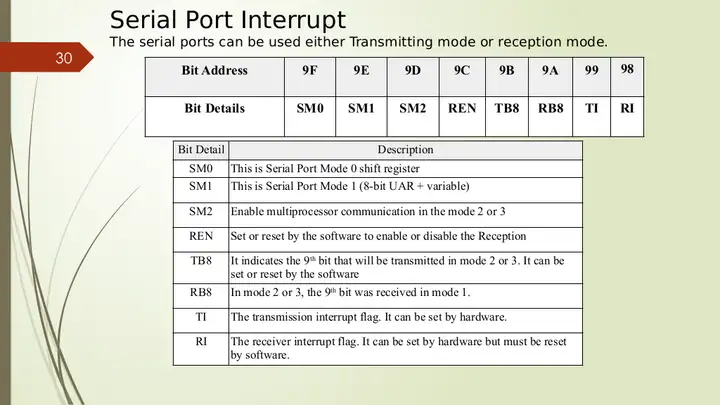 Serial Port Interrupt
The serial ports can be used either Transmitting mode or reception mode.
30
Bit Address 9F 9E 9D 9C 9B 9A 99 98
Bit Details SM0 SM1 SM2 REN TB8 RB8 TI RI
Bit Detail Description
SM0 This is Serial Port Mode 0 shift register
SM1 This is Serial Port Mode 1 (8-bit UAR + variable)
SM2 Enable multiprocessor communication in the mode 2 or 3
REN Set or reset by the software to enable or disable the Reception
TB8 It indicates the 9th bit that will be transmitted in mode 2 or 3. It can be
set or reset by the software
RB8 In mode 2 or 3, the 9th bit was received in mode 1.
TI The transmission interrupt flag. It can be set by hardware.
RI The receiver interrupt flag. It can be set by hardware but must be reset
by software.